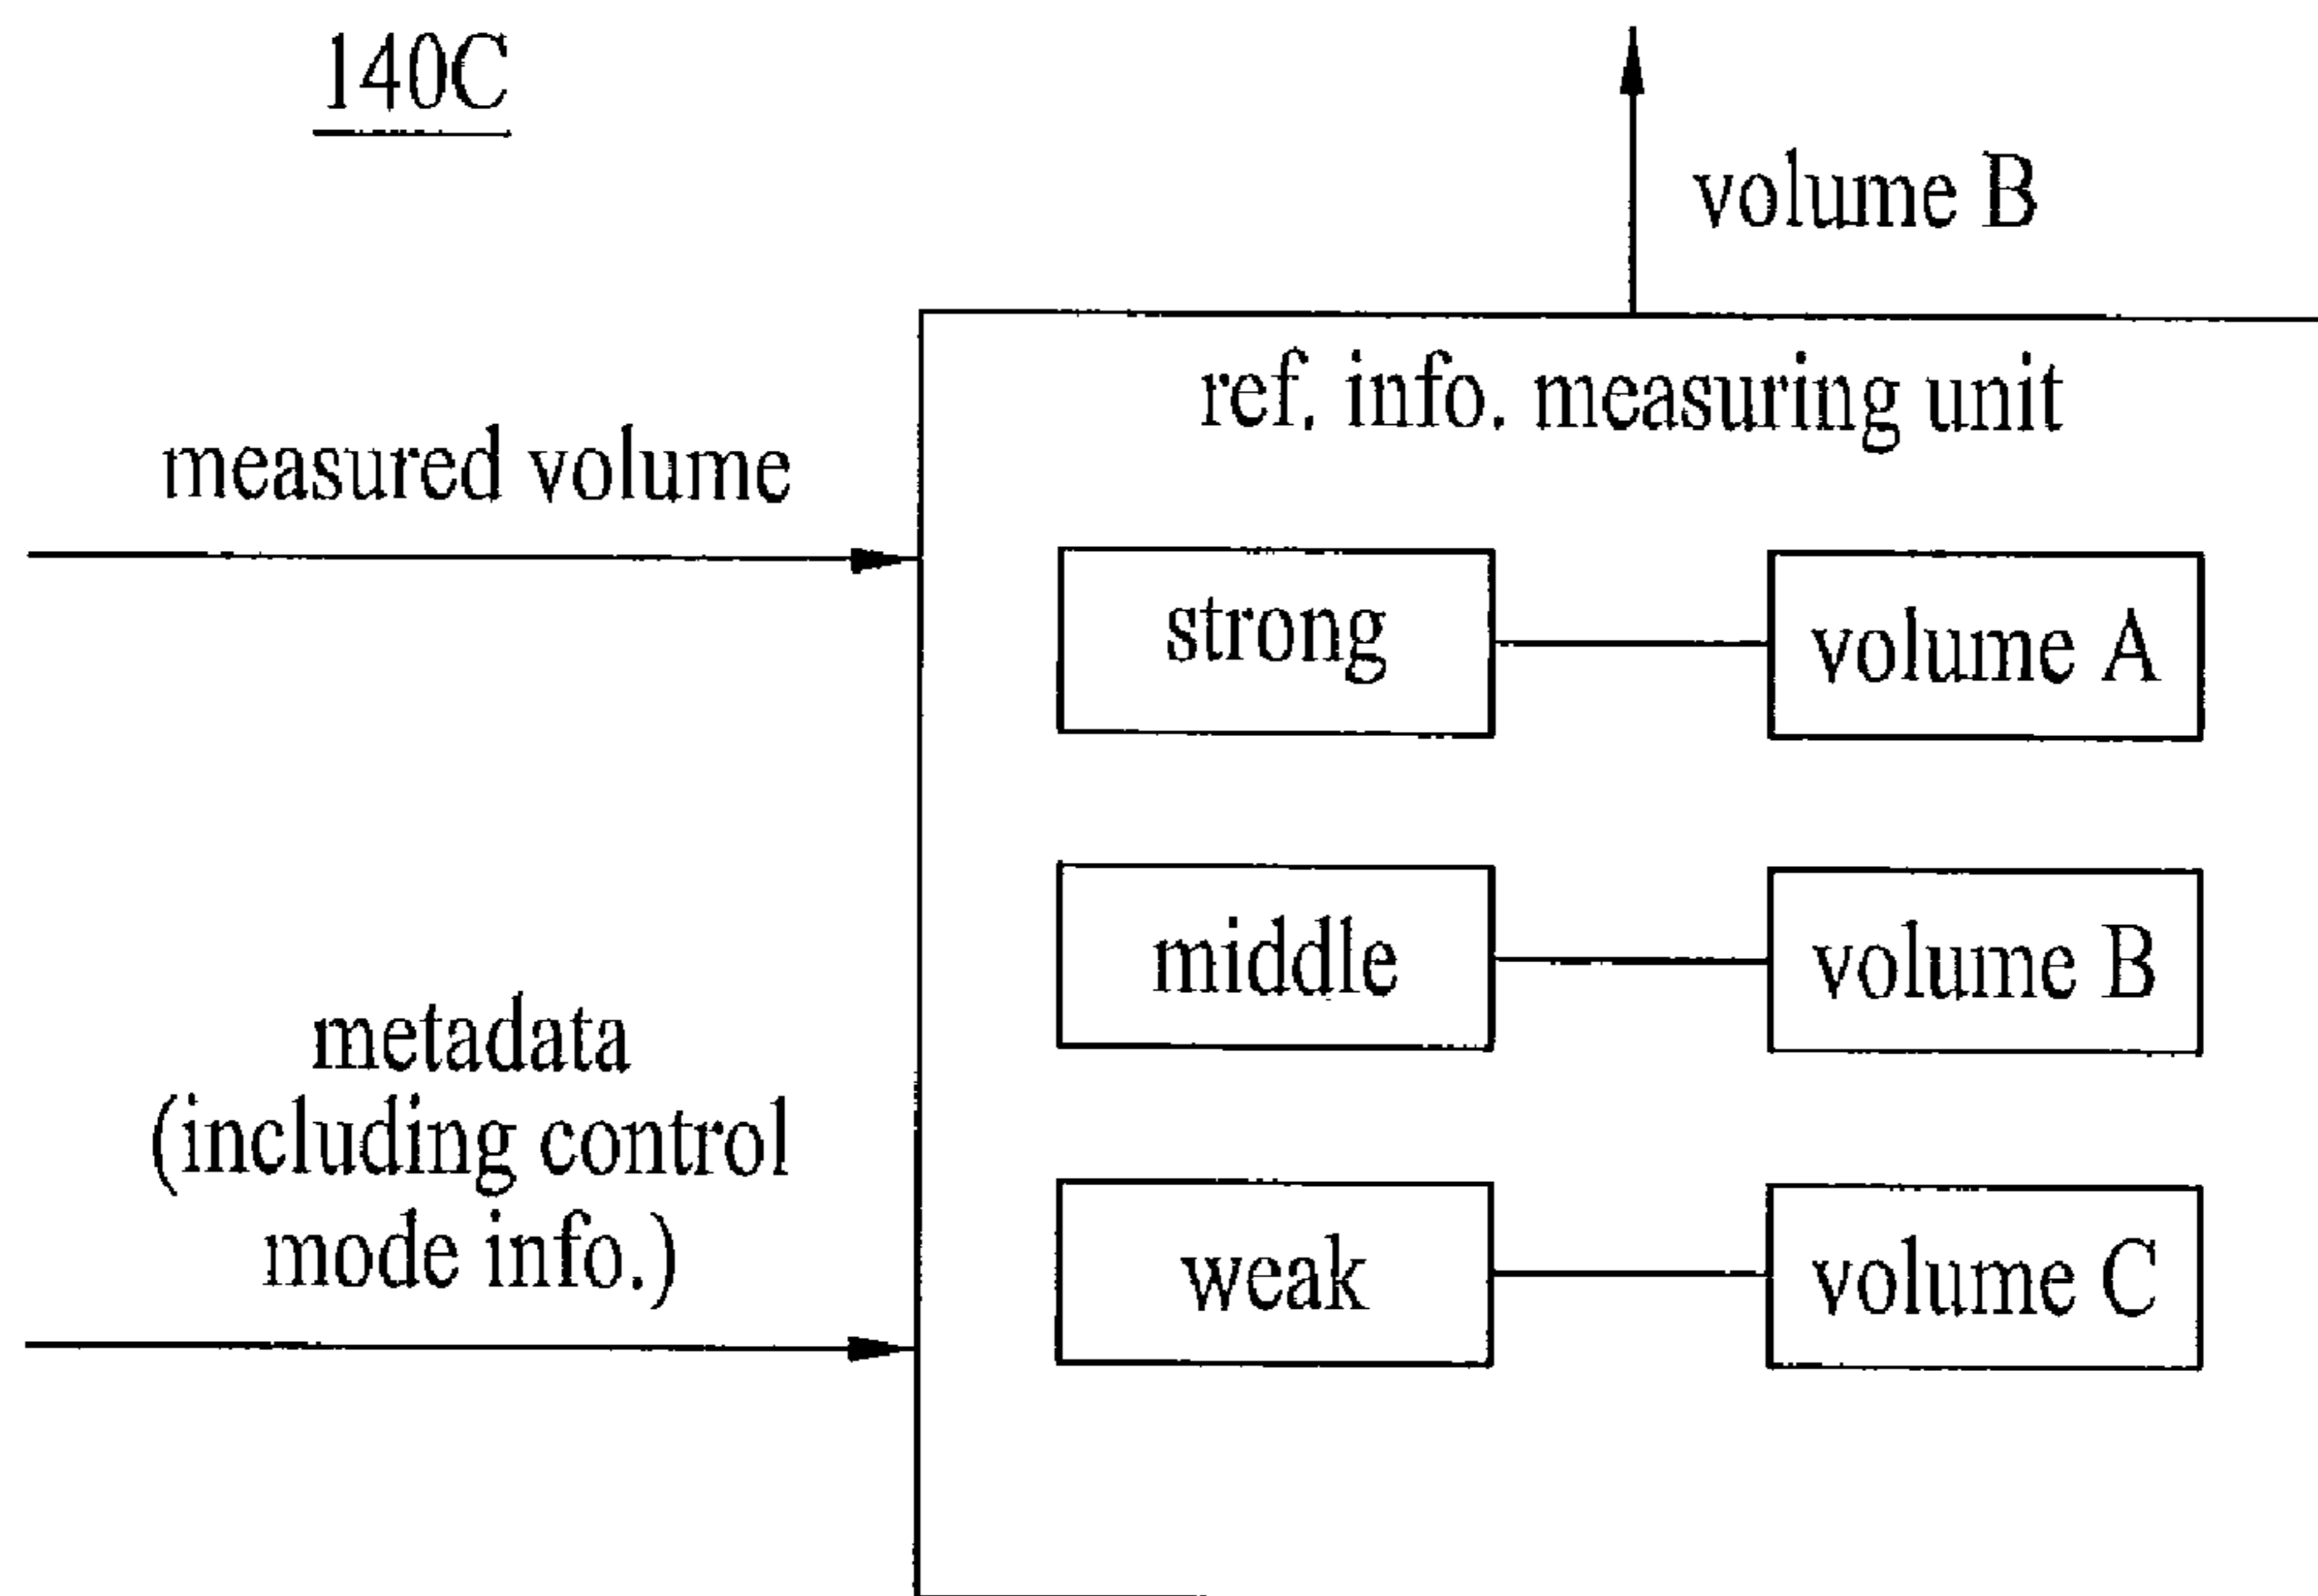 140C
volume B
ref. info. measuring unit
measured volume
strong
volume A
middle
volume B
metadata
(including control
mode info.)
weak
volume C